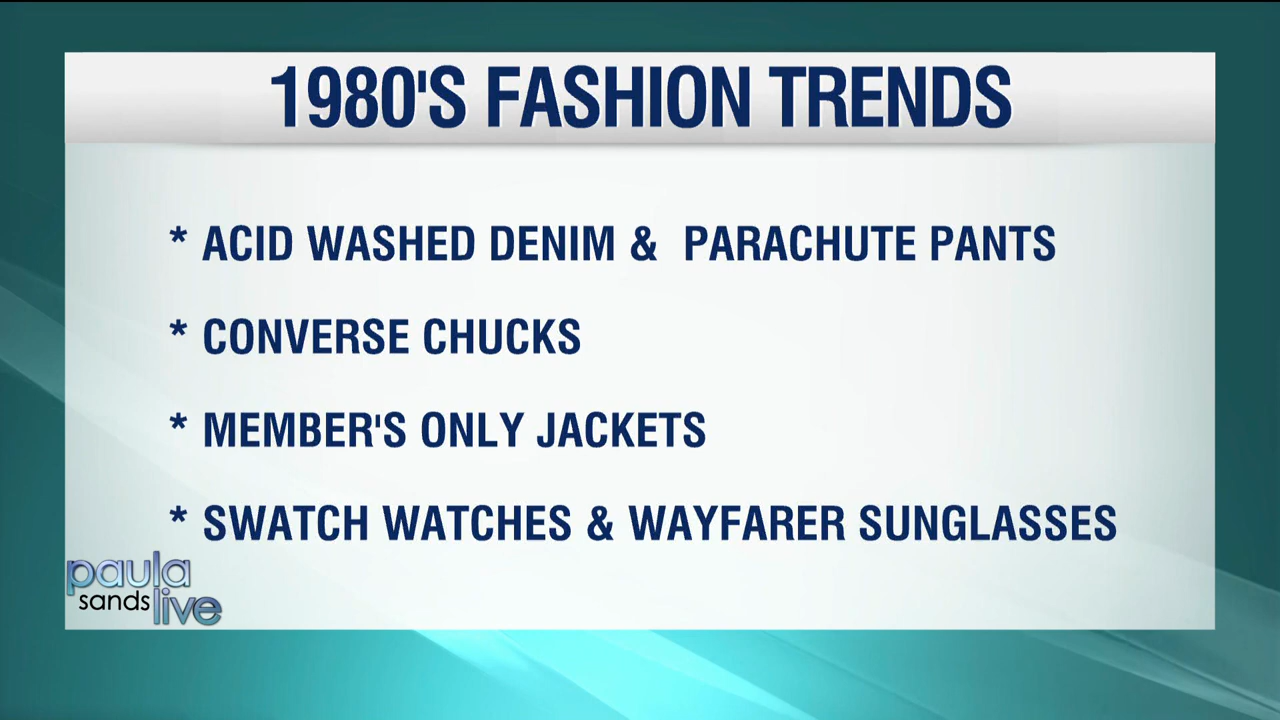 1980'S FASHION TRENDS
* ACID WASHED DENIM & PARACHUTE PANTS
* CONVERSE CHUCKS
* MEMBER'S ONLY JACKETS
* SWATCH WATCHES & WAYFARER SUNGLASSES
paula
sands live